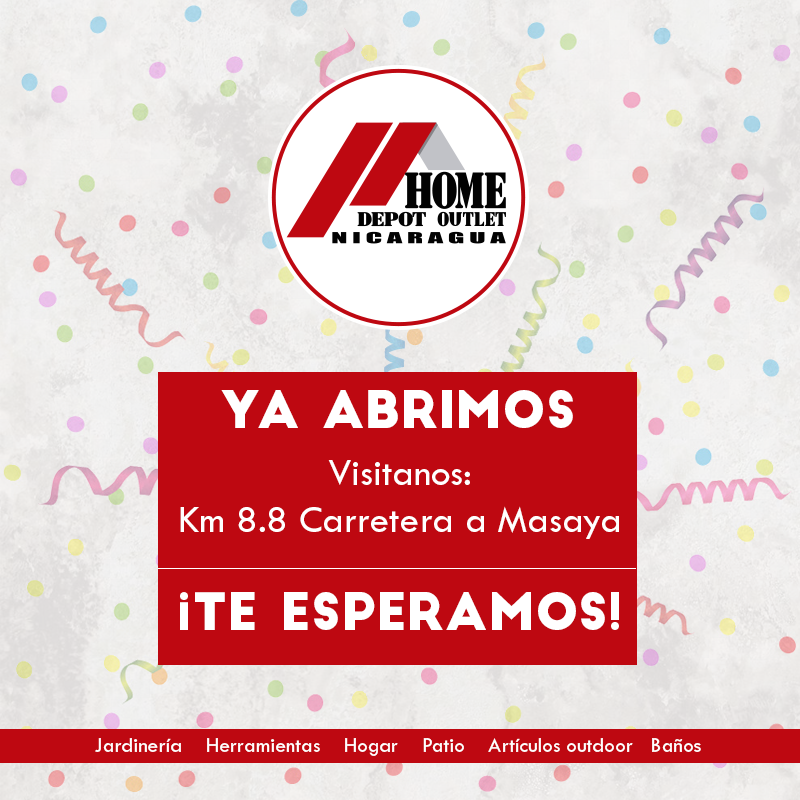 HOME
DEPOT OUTLET
NICARAGUA
YA ABRIMOS
Visitanos:
Km 8.8 Carretera a Masaya
¡TE ESPERAMOS!
Jardinería Herramientas Hogar Patio Artículos outdoor Baños